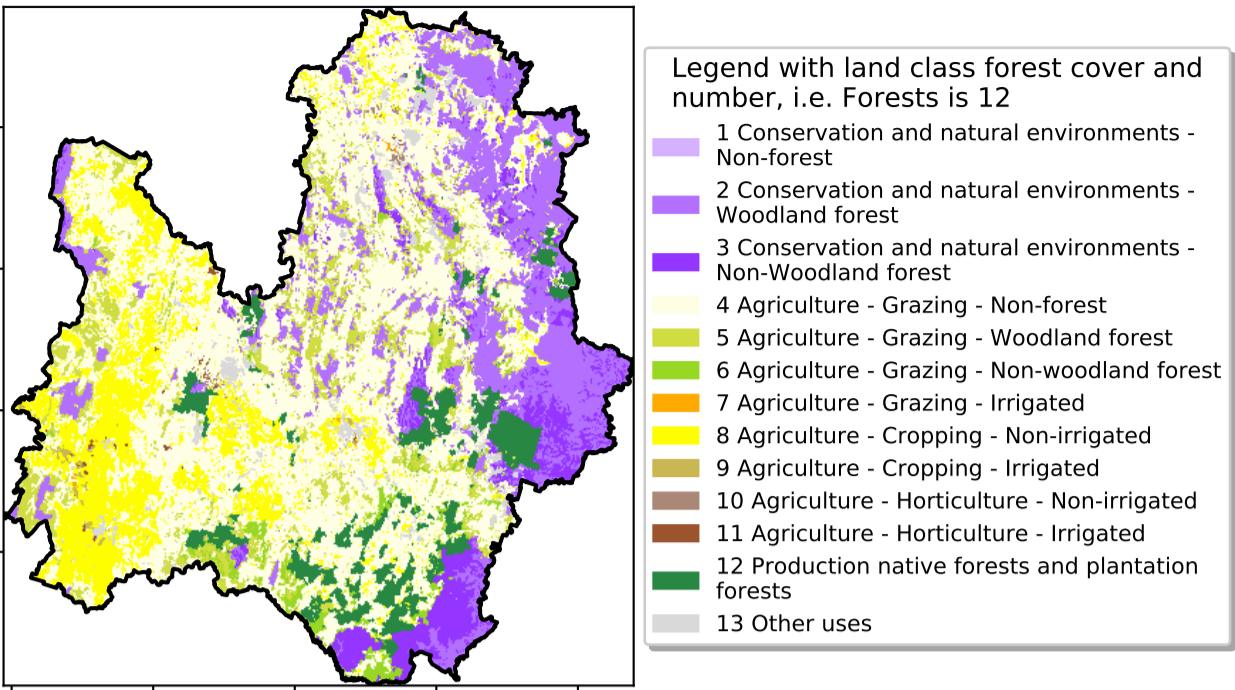 Legend with land class forest cover and
number, i.e. Forests is 12
1 Conservation and natural environments -
Non-forest
2 Conservation and natural environments -
Woodland forest
3 Conservation and natural environments -
Non-Woodland forest
4 Agriculture - Grazing - Non-forest
5 Agriculture - Grazing - Woodland forest
6 Agriculture - Grazing - Non-woodland forest
7 Agriculture - Grazing - Irrigated
8 Agriculture - Cropping - Non-irrigated
9 Agriculture - Cropping - Irrigated
10 Agriculture - Horticulture - Non-irrigated
11 Agriculture - Horticulture - Irrigated
12 Production native forests and plantation
forests
13 Other uses